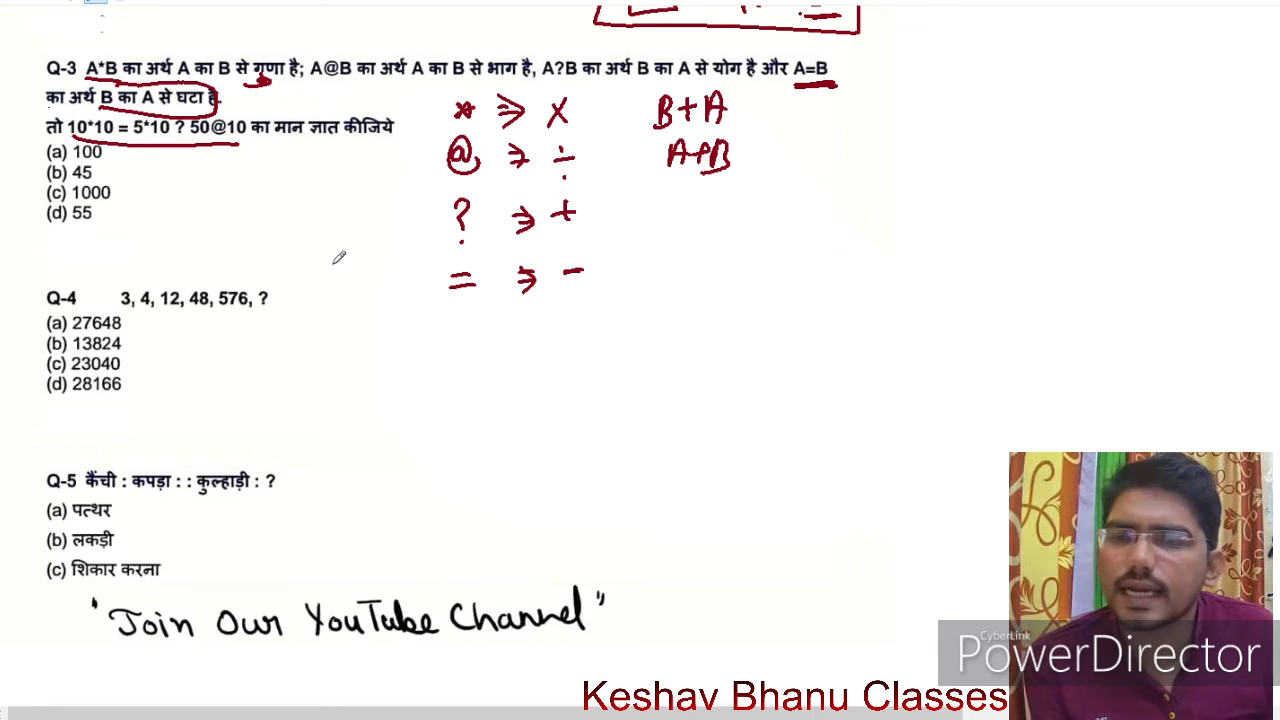 Q-3 A*B का अर्थ A का B से गुणा है; A@B का अर्थ A का B से भाग है, A?B का अर्थ B का A से योग है और A=B
का अर्थ B का A से घटा है.
तो 10*10 = 5*10 ? 50@10 का मान ज्ञात कीजिये
(a) 100
(b) 45
(c) 1000
(d) 55
* ⇒ × B+A
@ ⇒ ÷ A+B
? ⇒ +
= ⇒ -
Q-4 3, 4, 12, 48, 576, ?
(a) 27648
(b) 13824
(c) 23040
(d) 28166
Q-5 कैंची : कपड़ा : : कुल्हाड़ी : ?
(a) पत्थर
(b) लकड़ी
(c) शिकार करना
"Join Our YouTube Channel"
CyberLink
PowerDirector
Keshav Bhanu Classes